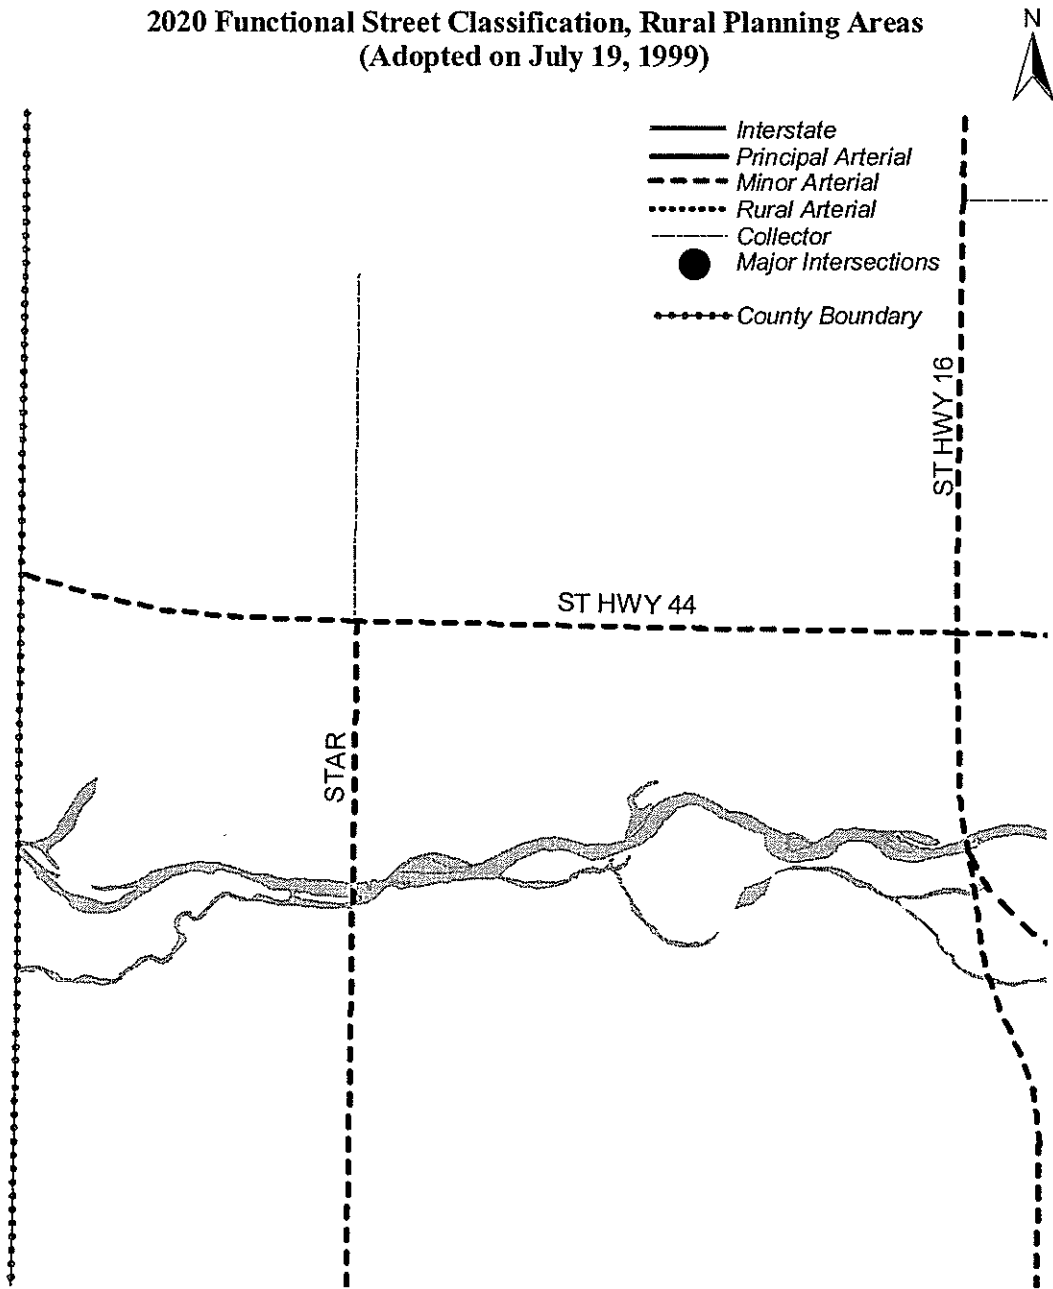 2020 Functional Street Classification, Rural Planning Areas
(Adopted on July 19, 1999)
N
Interstate
Principal Arterial
Minor Arterial
Rural Arterial
Collector
Major Intersections
County Boundary
ST HWY 16
ST HWY 44
STAR